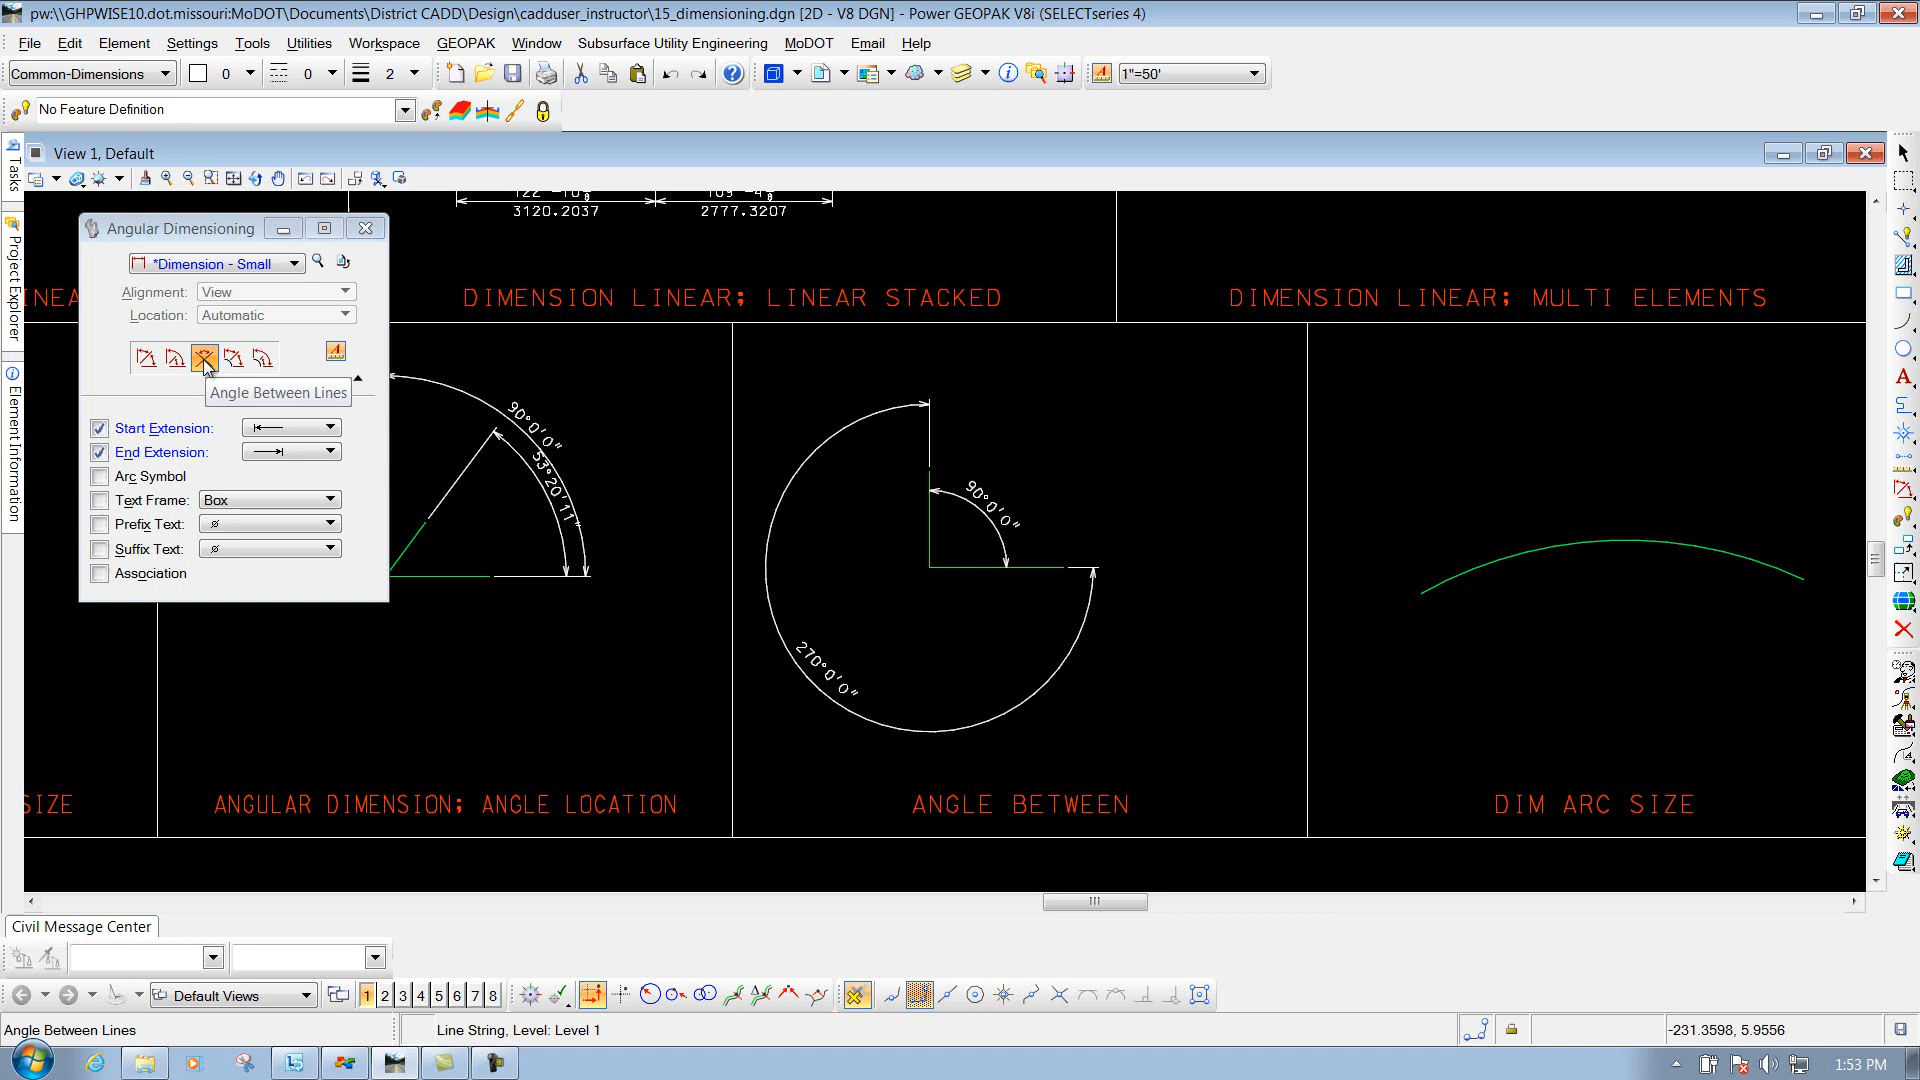 pw:\\GHPWISE10.dot.missouri:MoDOT\Documents\District CADD\Design\cadduser_instructor\15_dimensioning.dgn [2D - V8 DGN] - Power GEOPAK V8i (SELECTseries 4)
File Edit Element Settings Tools Utilities Workspace GEOPAK Window Subsurface Utility Engineering MoDOT Email Help
Common-Dimensions 0 0 2 1"=50'
No Feature Definition
View 1, Default
Tasks
Project Explorer
Element Information
3120.2037 2777.3207
Angular Dimensioning
*Dimension - Small
Alignment: View
Location: Automatic
Angle Between Lines
Start Extension:
End Extension:
Arc Symbol
Text Frame: Box
Prefix Text: ø
Suffix Text: ø
Association
DIMENSION LINEAR; LINEAR STACKED
DIMENSION LINEAR; MULTI ELEMENTS
90°0'0"
53°20'11"
90°0'0"
270°0'0"
SIZE
ANGULAR DIMENSION; ANGLE LOCATION
ANGLE BETWEEN
DIM ARC SIZE
Civil Message Center
Default Views 1 2 3 4 5 6 7 8
Angle Between Lines
Line String, Level: Level 1
-231.3598, 5.9556
1:53 PM